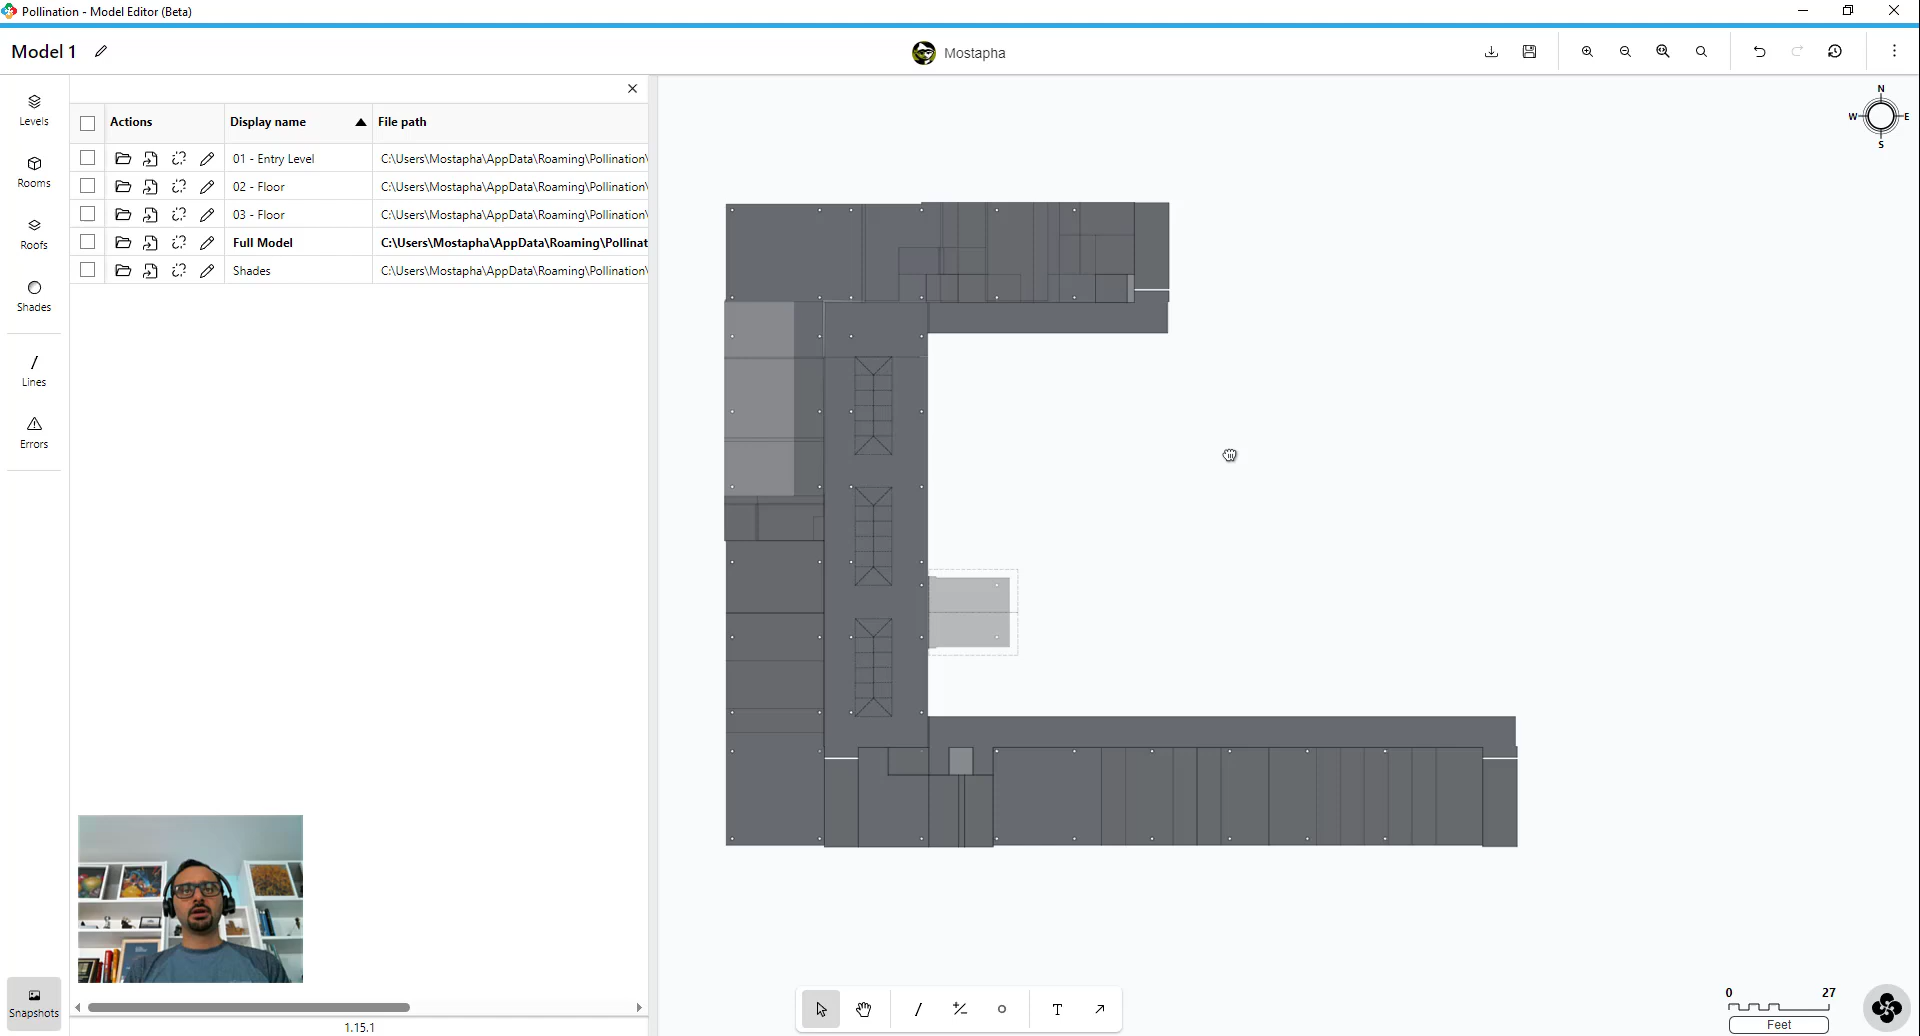 Pollination - Model Editor (Beta)
Model 1
Mostapha
Levels
Rooms
Roofs
Shades
Lines
Errors
Snapshots
Actions Display name File path
01 - Entry Level C:\Users\Mostapha\AppData\Roaming\Pollination\
02 - Floor C:\Users\Mostapha\AppData\Roaming\Pollination\
03 - Floor C:\Users\Mostapha\AppData\Roaming\Pollination\
Full Model C:\Users\Mostapha\AppData\Roaming\Pollinat
Shades C:\Users\Mostapha\AppData\Roaming\Pollination\
1.15.1
N
W E
S
T
0 27
Feet